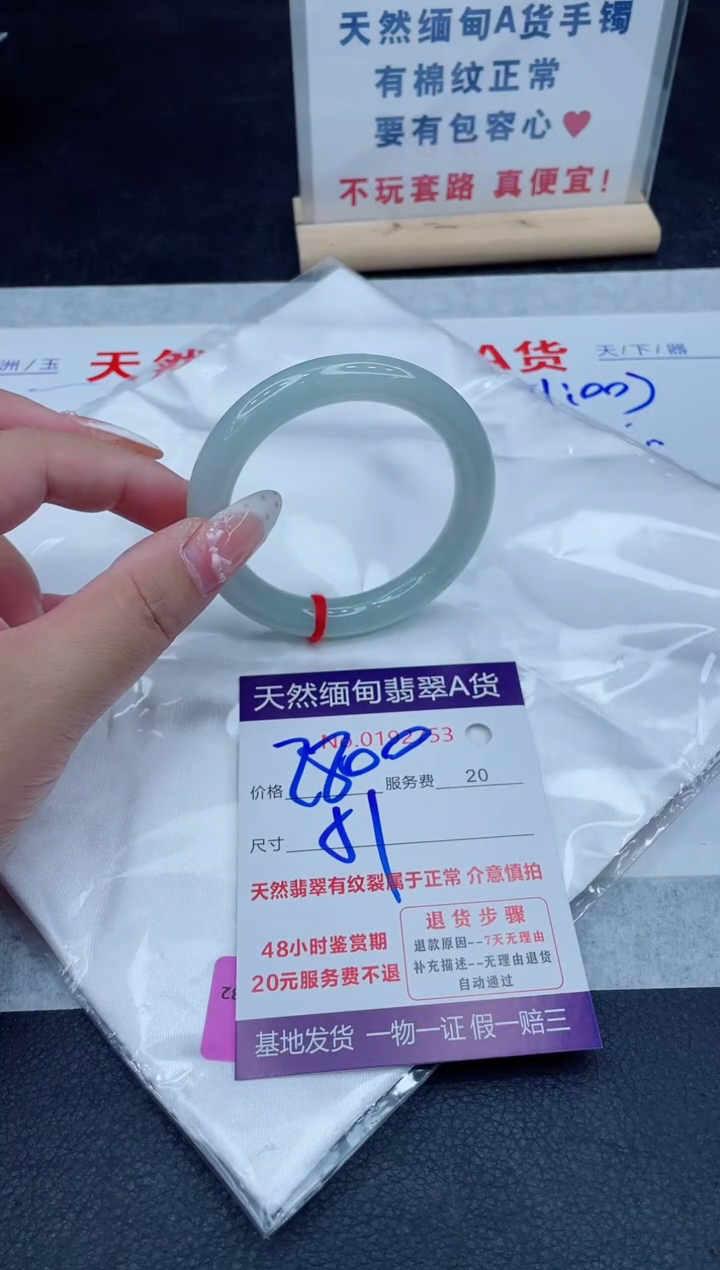 天然缅甸A货手镯
有棉纹正常
要有包容心♥
不玩套路 真便宜！
洲/玉
天然
A货
天/下/器
天然缅甸翡翠A货
No.0192753
价格 2800 服务费 20
尺寸
天然翡翠有纹裂属于正常 介意慎拍
48小时鉴赏期
20元服务费不退
退货步骤
退款原因--7天无理由
补充描述--无理由退货
自动通过
基地发货 一物一证 假一赔三